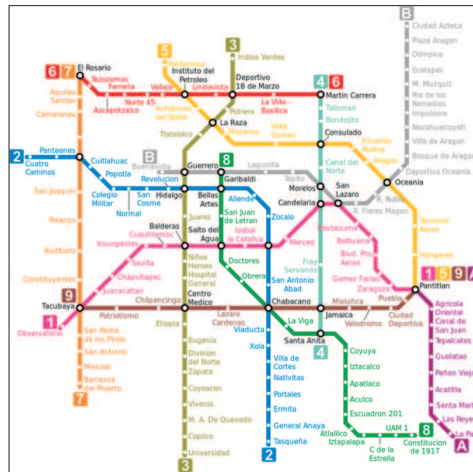 B
Ciudad Azteca
Plaza Aragon
Olimpica
Ecatepec
M. Muzquiz
Rio de los
Remedios
Impulsora
Nezahualcoyotl
Villa de Aragon
Bosque de Aragon
Deportivo Oceania
Oceania
R. Flores Magon
San
Lazaro
5
Politecnico
Instituto del
Petroleo
Autobuses
del Norte
La Raza
Misterios
Valle
Gomez
Consulado
Eduardo
Molina
Aragon
Terminal
Aerea
Hangares
Pantitlan
3
Indios Verdes
Deportivo
18 de Marzo
Potrero
Tlatelolco
Guerrero
Hidalgo
Juarez
Balderas
Niños
Heroes
Hospital
General
Centro
Medico
Etiopia
Eugenia
Division
del Norte
Zapata
Coyoacan
Viveros
M. A. De Quevedo
Copilco
Universidad
3
6 7
El Rosario
Tezozomac
Ferreria
Azcapotzalco
Norte 45
Vallejo
Lindavista
La Villa -
Basilica
4 6
Martin Carrera
Talisman
Bondojito
Canal del
Norte
Morelos
Candelaria
Fray
Servando
Jamaica
Santa Anita
4
Aquiles
Serdan
Camarones
San Joaquin
Polanco
Auditorio
Constituyentes
9
Tacubaya
San Pedro
de los Pinos
San Antonio
Mixcoac
Barranca
del Muerto
7
2
Panteones
Cuatro
Caminos
Cuitlahuac
Popotla
Colegio
Militar
Normal
San
Cosme
Revolucion
Bellas
Artes
Allende
Zocalo
San Antonio
Abad
Chabacano
Viaducto
Xola
Villa de
Cortes
Nativitas
Portales
Ermita
General Anaya
Tasqueña
2
B
Buenavista
Lagunilla
Tepito
8
Garibaldi
San Juan
de Letran
Salto del
Agua
Doctores
Obrera
La Viga
Coyuya
Iztacalco
Apatlaco
Aculco
Escuadron 201
Atlalilco
Iztapalapa
C de la
Estrella
UAM 1
8
Constitucion
de 1917
1
Observatorio
Juanacatlan
Chapultepec
Sevilla
Insurgentes
Cuauhtemoc
Isabel
la Catolica
Merced
Moctezuma
Balbuena
Blvd. Pto.
Aereo
Gomez Farias
Zaragoza
1 5 9 A
Patriotismo
Chilpancingo
Lazaro
Cardenas
Mixiuhca
Velodromo
Ciudad
Deportiva
Puebla
Agricola
Oriental
Canal de
San Juan
Tepalcates
Guelatao
Peñon Viejo
Acatitla
Santa Mart
Los Reyes
La Pa
A